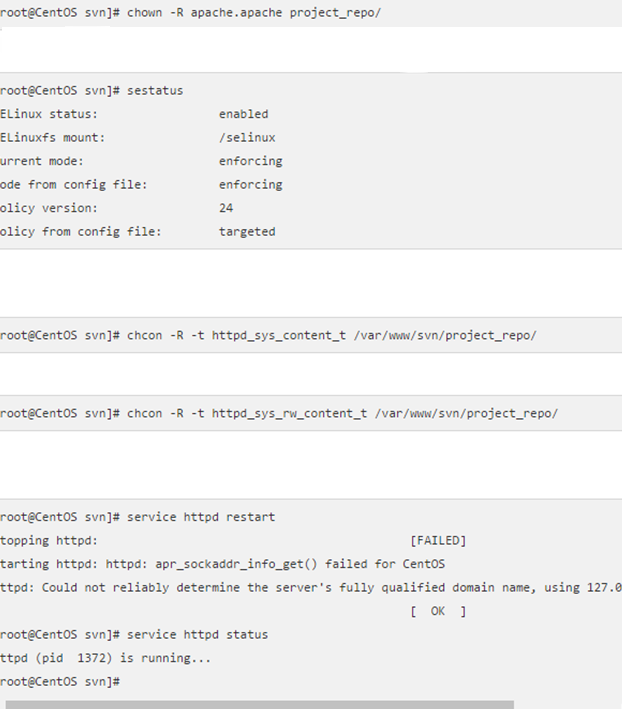 root@CentOS svn]# chown -R apache.apache project_repo/
root@CentOS svn]# sestatus
ELinux status: enabled
ELinuxfs mount: /selinux
urrent mode: enforcing
ode from config file: enforcing
olicy version: 24
olicy from config file: targeted
root@CentOS svn]# chcon -R -t httpd_sys_content_t /var/www/svn/project_repo/
root@CentOS svn]# chcon -R -t httpd_sys_rw_content_t /var/www/svn/project_repo/
root@CentOS svn]# service httpd restart
topping httpd: [FAILED]
tarting httpd: httpd: apr_sockaddr_info_get() failed for CentOS
ttpd: Could not reliably determine the server's fully qualified domain name, using 127.0
[ OK ]
root@CentOS svn]# service httpd status
ttpd (pid 1372) is running...
root@CentOS svn]#